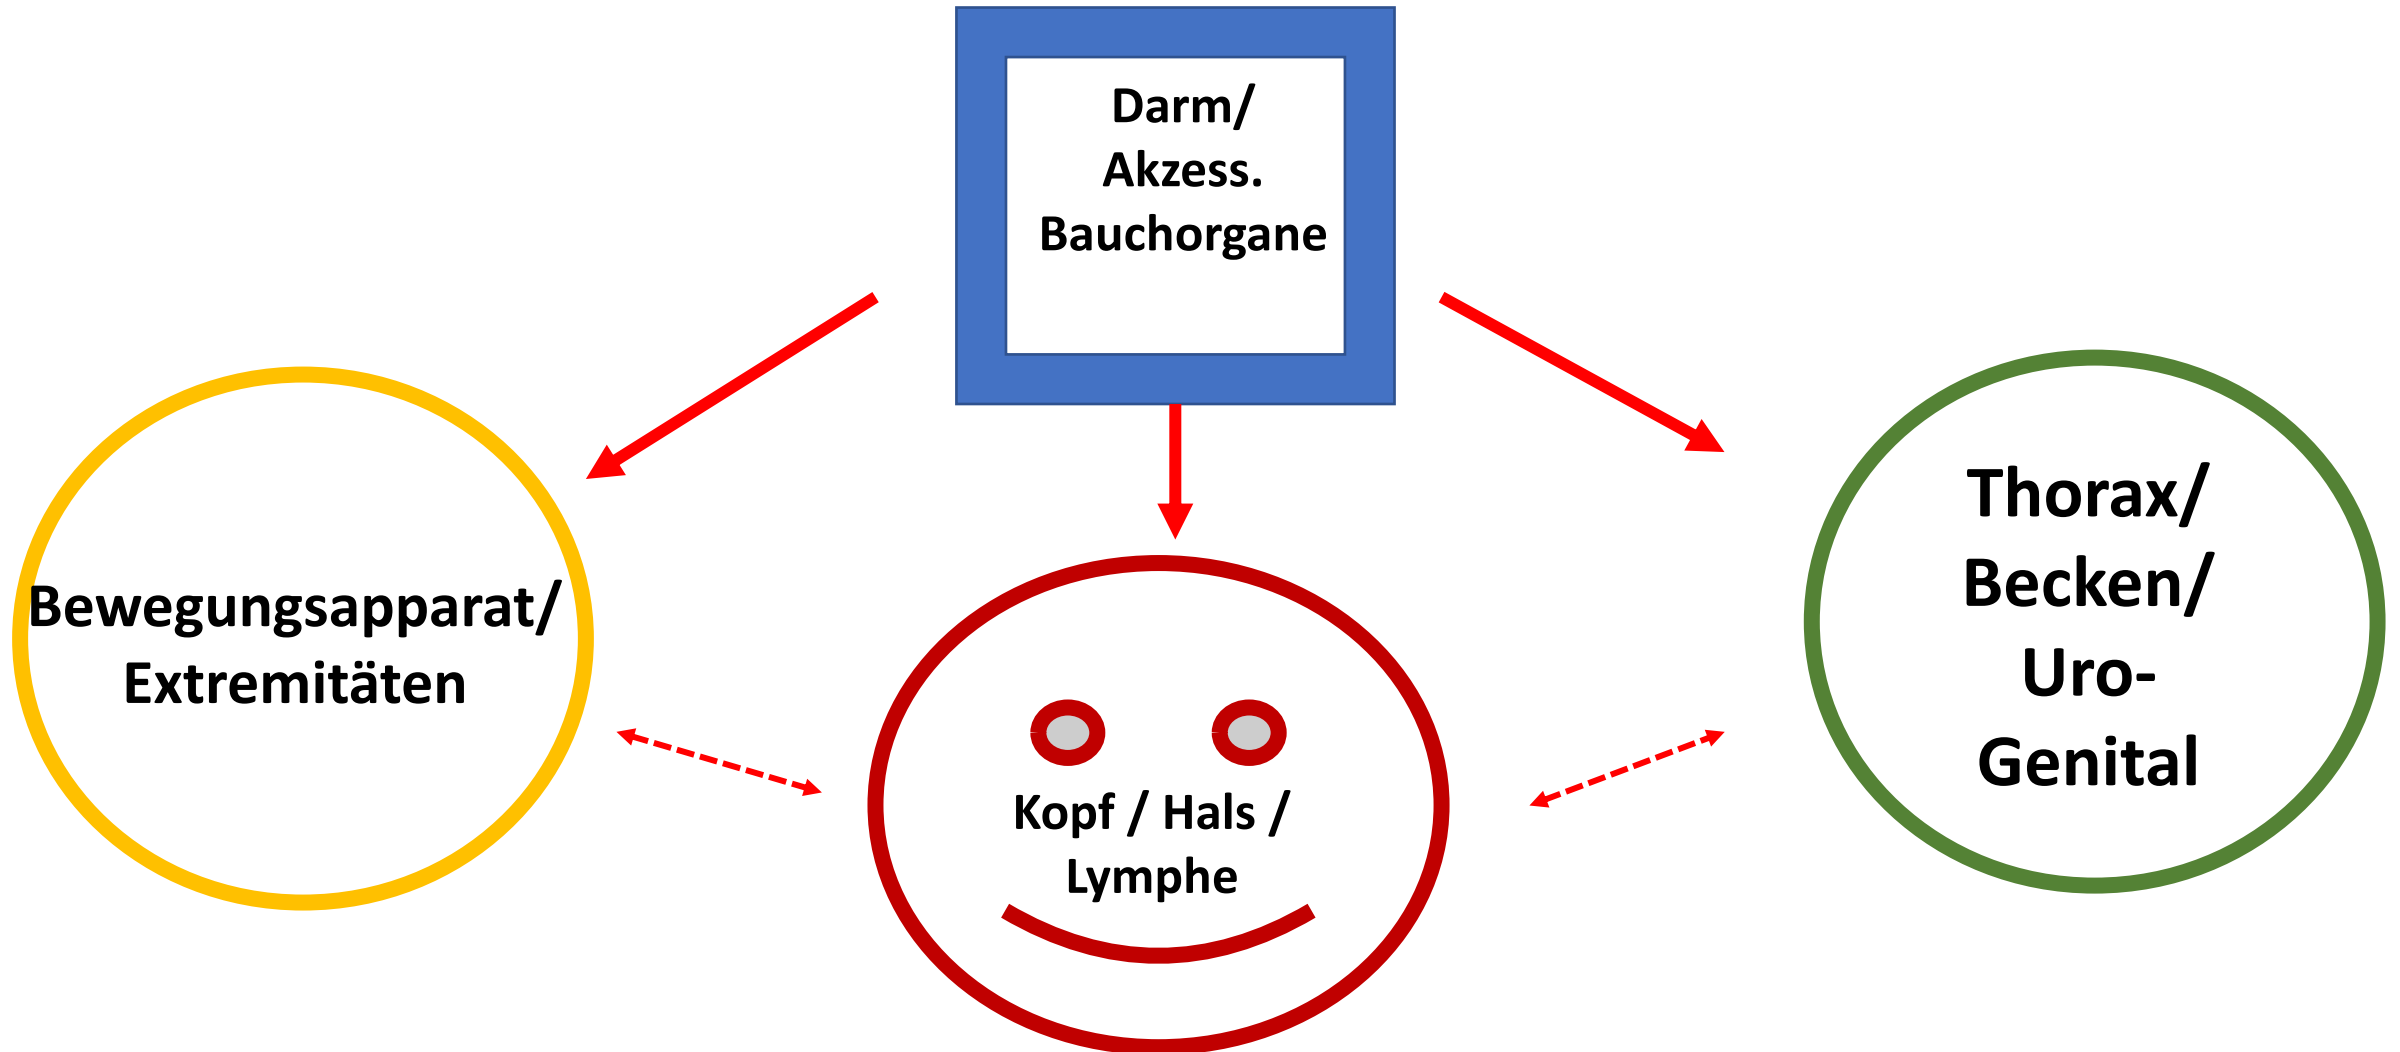 Darm/
Akzess.
Bauchorgane
Bewegungsapparat/
Extremitäten
Kopf / Hals /
Lymphe
Thorax/
Becken/
Uro-
Genital